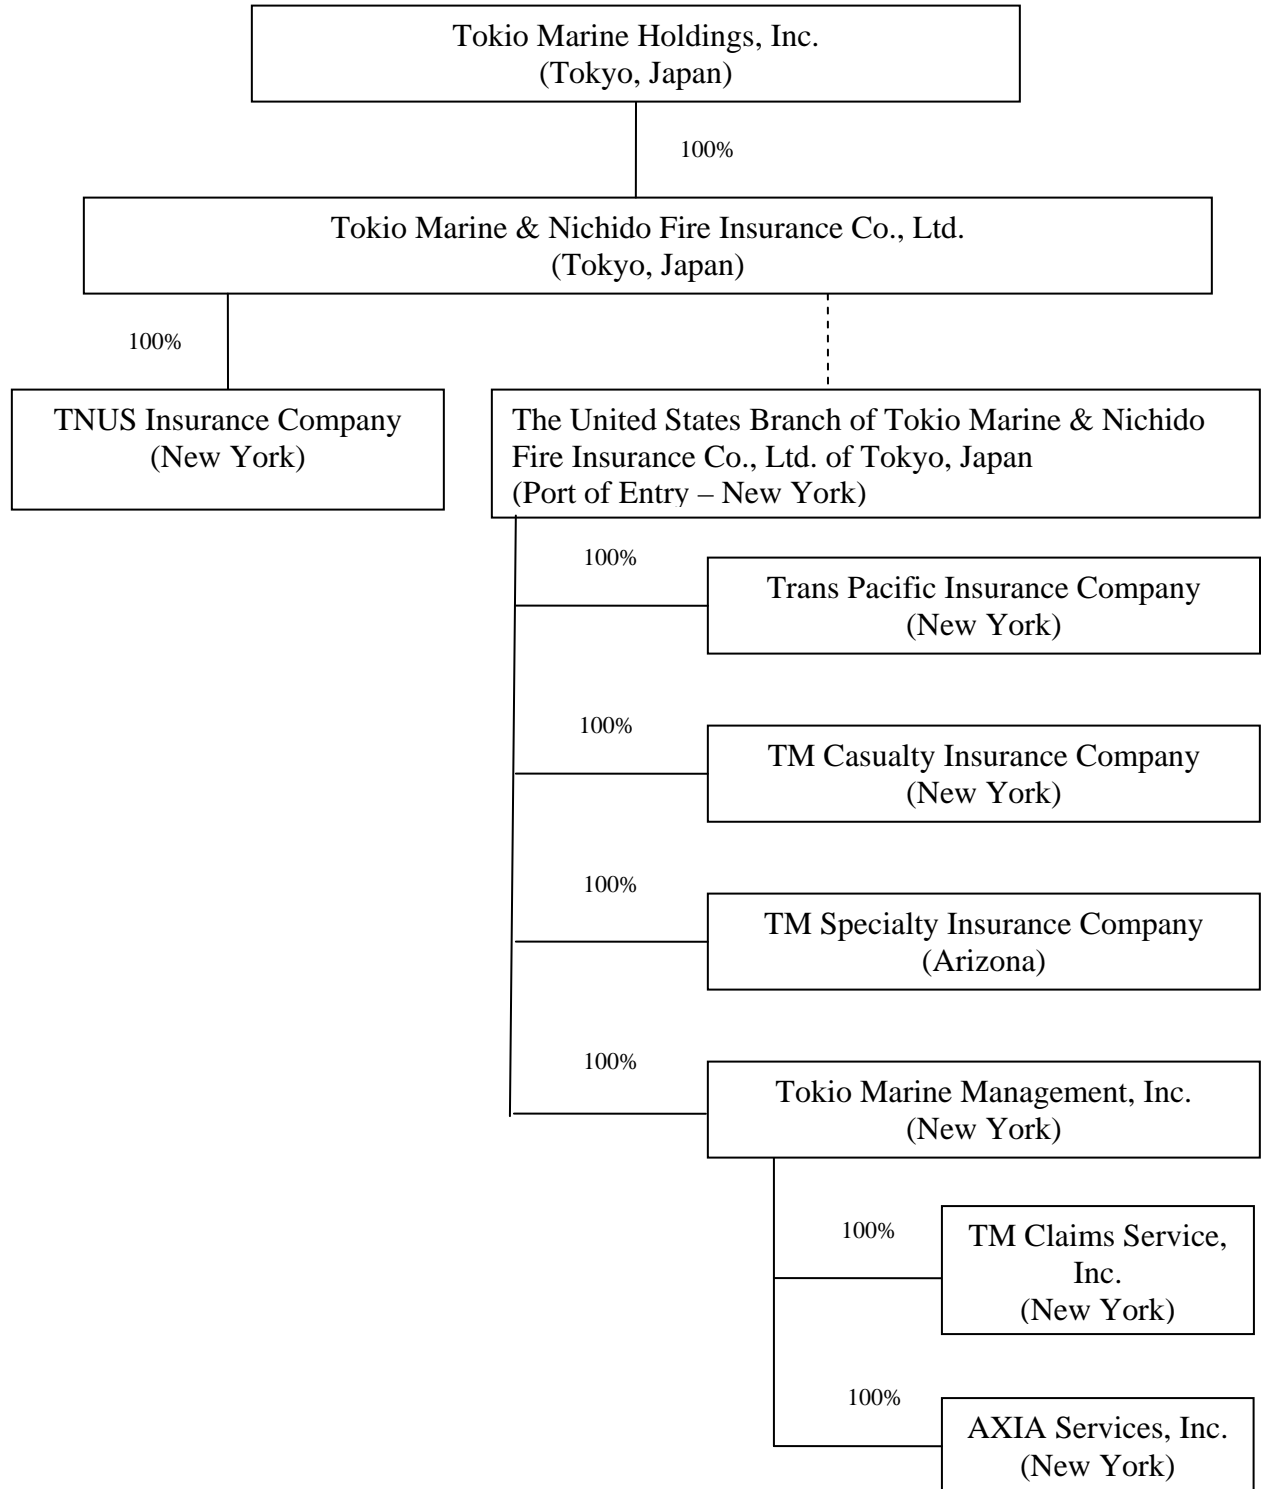 Tokio Marine Holdings, Inc.
(Tokyo, Japan)
100%
Tokio Marine & Nichido Fire Insurance Co., Ltd.
(Tokyo, Japan)
100%
TNUS Insurance Company
(New York)
The United States Branch of Tokio Marine & Nichido
Fire Insurance Co., Ltd. of Tokyo, Japan
(Port of Entry – New York)
100%
Trans Pacific Insurance Company
(New York)
100%
TM Casualty Insurance Company
(New York)
100%
TM Specialty Insurance Company
(Arizona)
100%
Tokio Marine Management, Inc.
(New York)
100%
TM Claims Service,
Inc.
(New York)
100%
AXIA Services, Inc.
(New York)